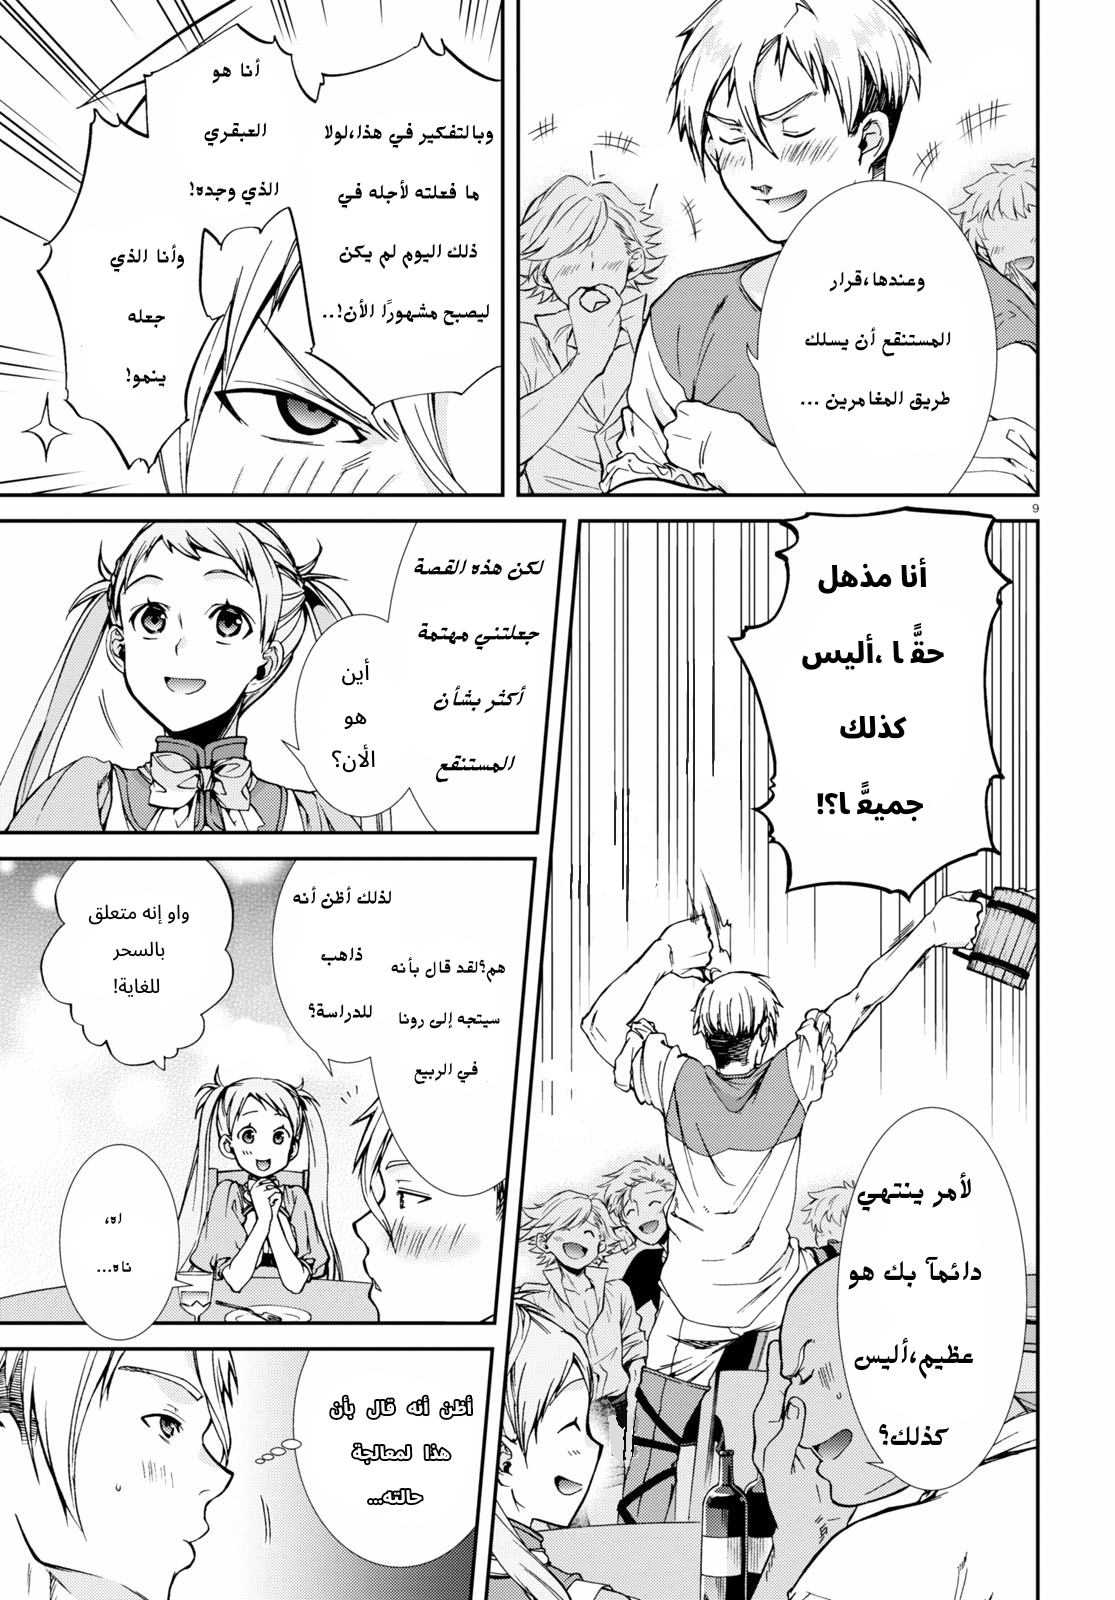 وعندها،قرار
المستنقع أن يسلك
طريق المغامرين ...
وبالتفكير في هذا،لولا
ما فعلته لأجله في
ذلك اليوم لم يكن
ليصبح مشهورًا الأن!..
أنا هو
العبقري
الذي وجده!
وأنا الذي
جعله
ينمو!
9
أنا مذهل
حقًّا ،أليس
كذلك
جميعًّا؟!
لأمر ينتهي
دائمآ بك هو
عظيم،أليس
كذلك؟
لكن هذه القصة
جعلتني مهتمة
أكثر بشأن
المستنقع
أين
هو
الآن؟
هم؟لقد قال بأنه
سيتجه إلى رونا
في الربيع
لذلك أظن أنه
ذاهب
للدراسة؟
واو إنه متعلق
بالسحر
للغاية!
اه،
ناه...
أظن أنه قال بأن
هذا لمعالجة
حالته...